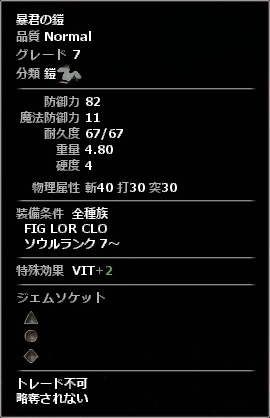 暴君の鎧
品質 Normal
グレード 7
分類 鎧
防御力 82
魔法防御力 11
耐久度 67/67
重量 4.80
硬度 4
物理属性 斬40 打30 突30
装備条件 全種族
FIG LOR CLO
ソウルランク 7～
特殊効果 VIT+2
ジェムソケット
トレード不可
略奪されない